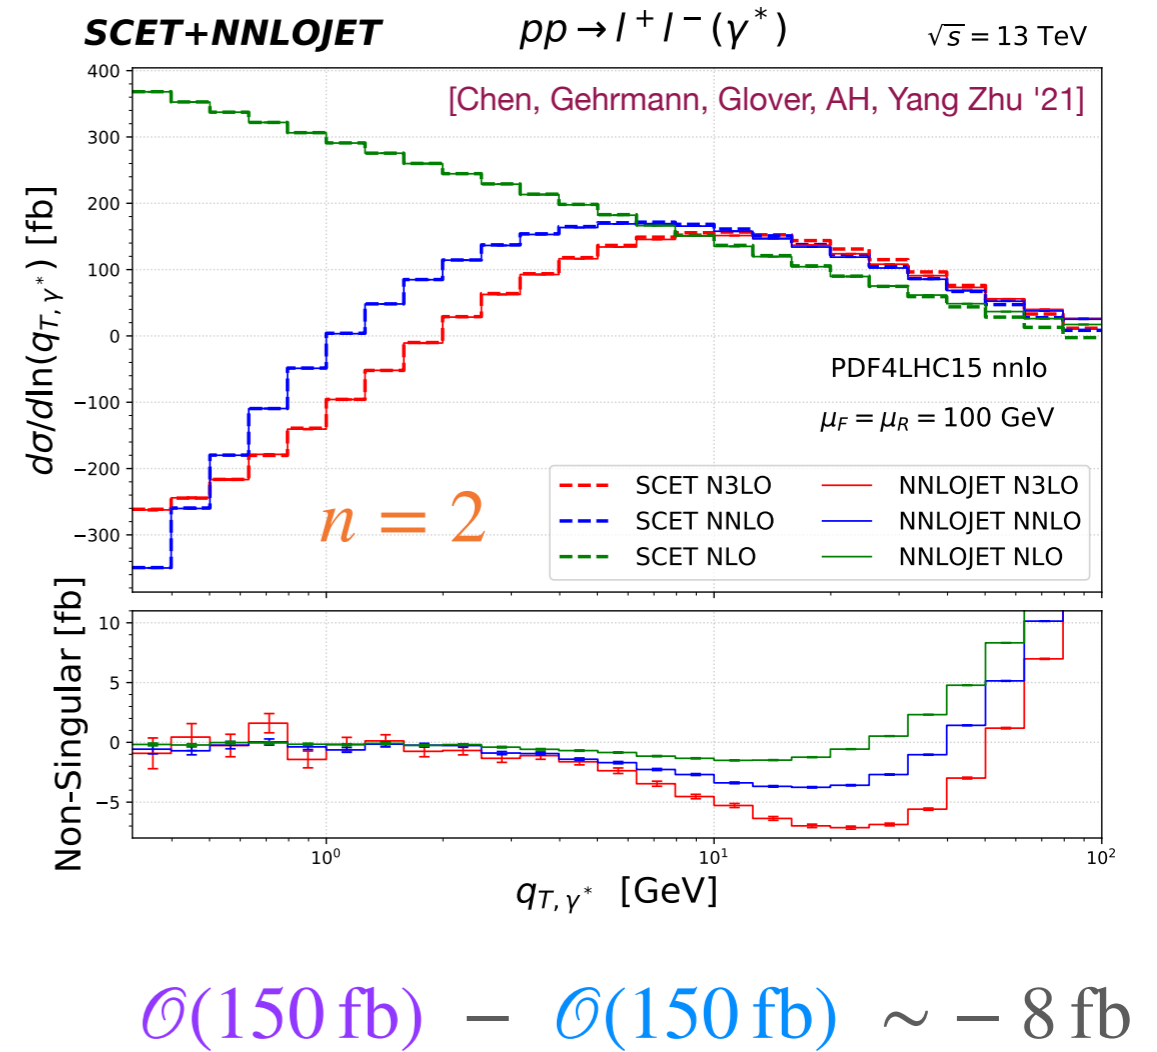 SCET+NNLOJET
pp → l⁺ l⁻ (γ*)
√s = 13 TeV
[Chen, Gehrmann, Glover, AH, Yang Zhu '21]
dσ/dln(q_{T,γ*}) [fb]
400
300
200
100
0
−100
−200
−300
PDF4LHC15 nnlo
μ_F = μ_R = 100 GeV
n = 2
SCET N3LO
SCET NNLO
SCET NLO
NNLOJET N3LO
NNLOJET NNLO
NNLOJET NLO
Non-Singular [fb]
10
5
0
−5
10⁰
10¹
10²
q_{T,γ*} [GeV]
𝒪(150 fb) − 𝒪(150 fb) ∼ − 8 fb